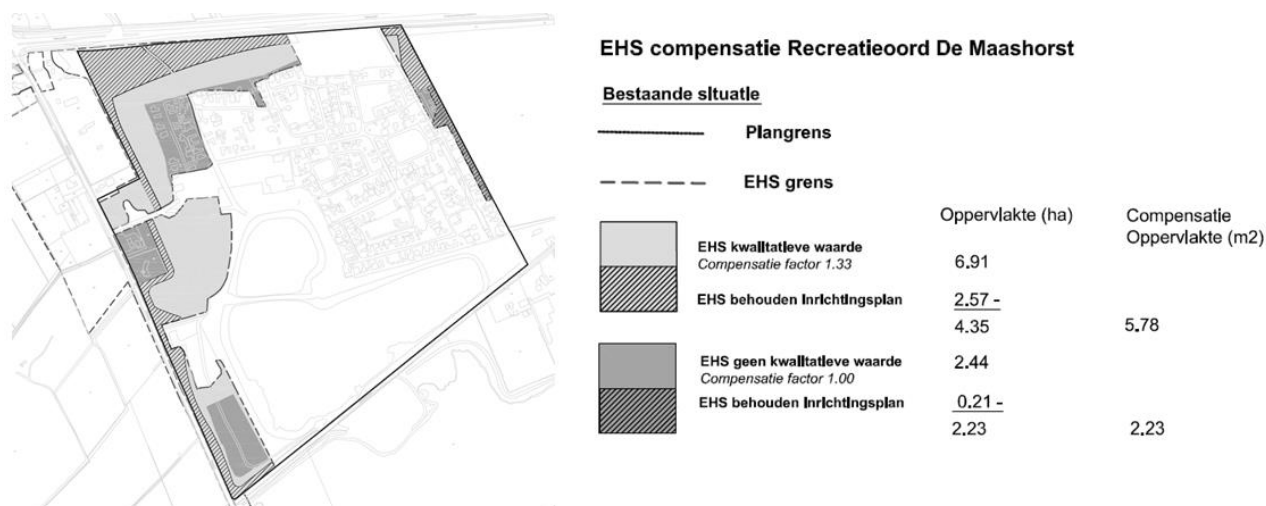 EHS compensatie Recreatieoord De Maashorst
Bestaande situatie
Plangrens
EHS grens
Oppervlakte (ha)
Compensatie
Oppervlakte (m2)
EHS kwalitatieve waarde
Compensatie factor 1.33
6.91
EHS behouden Inrichtingsplan
2.57 -
4.35
5.78
EHS geen kwalitatieve waarde
Compensatie factor 1.00
2.44
EHS behouden Inrichtingsplan
0.21 -
2.23
2.23